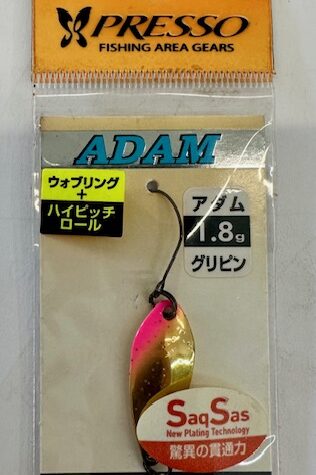 PRESSO
FISHING AREA GEARS
ADAM
ウォブリング
+
ハイピッチ
ロール
アダム
1.8g
グリピン
SaqSas
New Plating Technology
驚異の貫通力